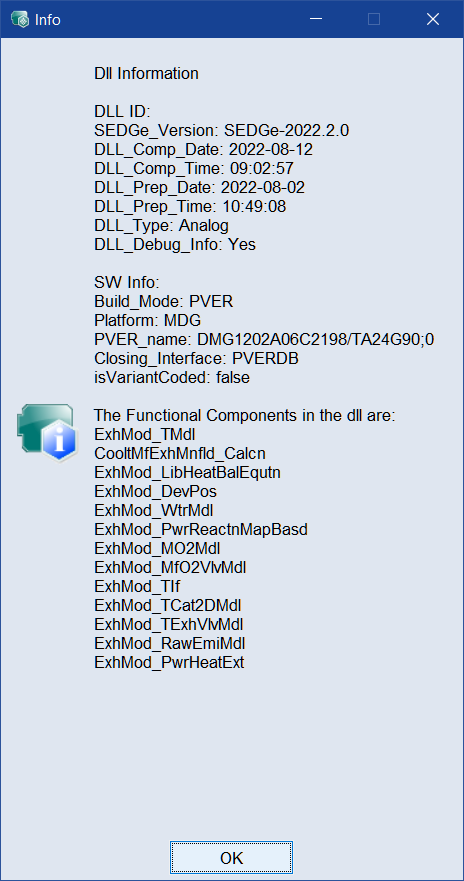 Info
Dll Information
DLL ID:
SEDGe_Version: SEDGe-2022.2.0
DLL_Comp_Date: 2022-08-12
DLL_Comp_Time: 09:02:57
DLL_Prep_Date: 2022-08-02
DLL_Prep_Time: 10:49:08
DLL_Type: Analog
DLL_Debug_Info: Yes
SW Info:
Build_Mode: PVER
Platform: MDG
PVER_name: DMG1202A06C2198/TA24G90;0
Closing_Interface: PVERDB
isVariantCoded: false
The Functional Components in the dll are:
ExhMod_TMdl
CooltMfExhMnfld_Calcn
ExhMod_LibHeatBalEqutn
ExhMod_DevPos
ExhMod_WtrMdl
ExhMod_PwrReactnMapBasd
ExhMod_MO2Mdl
ExhMod_MfO2VlvMdl
ExhMod_TIf
ExhMod_TCat2DMdl
ExhMod_TExhVlvMdl
ExhMod_RawEmiMdl
ExhMod_PwrHeatExt
OK